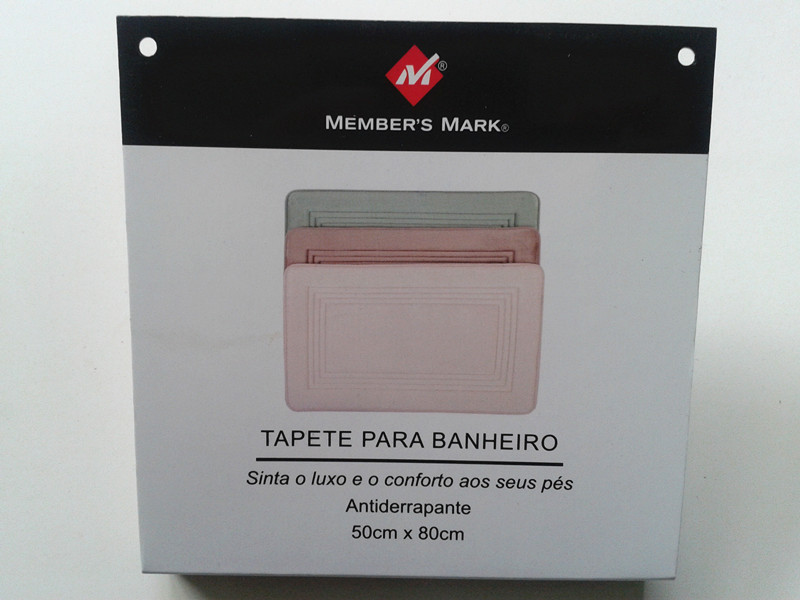 M®
MEMBER'S MARK®
TAPETE PARA BANHEIRO
Sinta o luxo e o conforto aos seus pés
Antiderrapante
50cm x 80cm